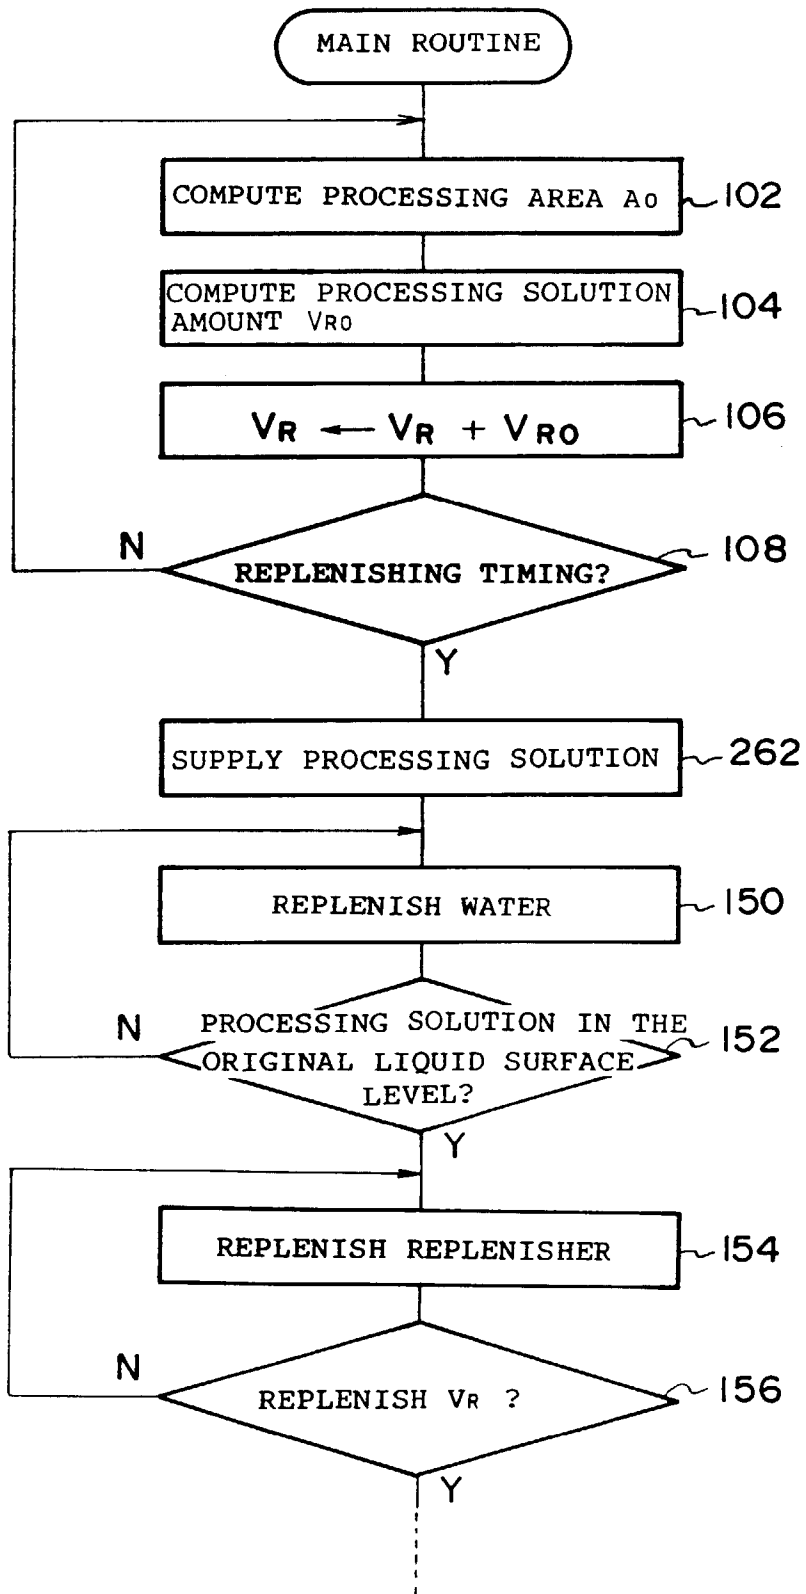 MAIN ROUTINE
COMPUTE PROCESSING AREA A0
102
COMPUTE PROCESSING SOLUTION
AMOUNT VR0
104
VR ← VR + VR0
106
N
REPLENISHING TIMING?
108
Y
SUPPLY PROCESSING SOLUTION
262
REPLENISH WATER
150
N
PROCESSING SOLUTION IN THE
ORIGINAL LIQUID SURFACE
LEVEL?
152
Y
REPLENISH REPLENISHER
154
N
REPLENISH VR ?
156
Y